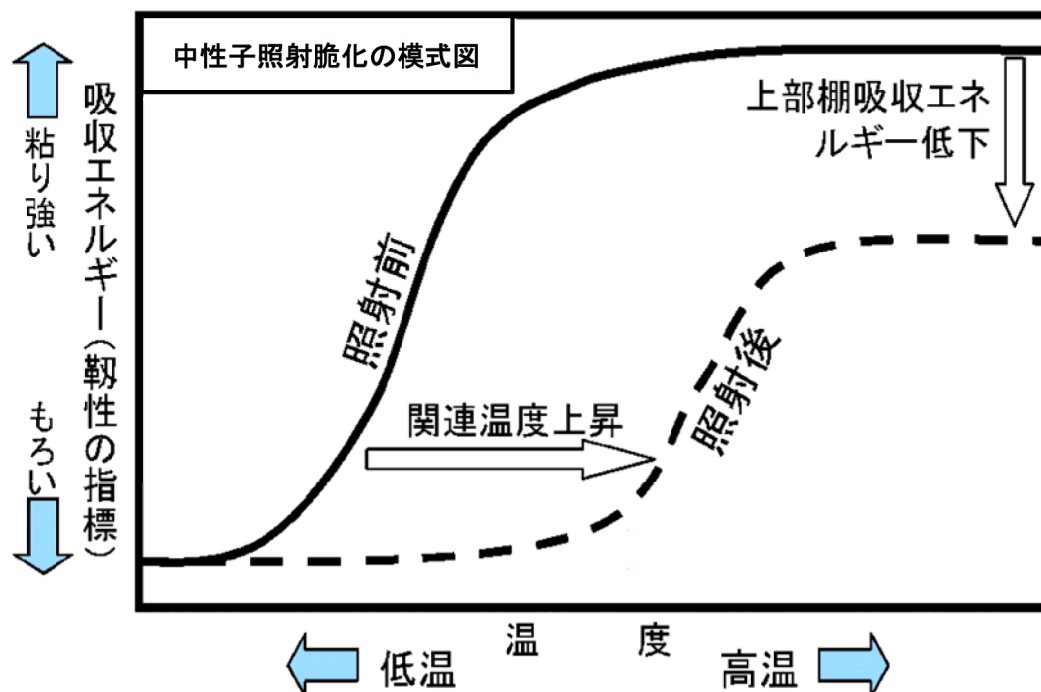 中性子照射脆化の模式図
上部棚吸収エネ
ルギー低下
粘り強い
吸収エネルギー(靱性の指標)
もろい
照射前
照射後
関連温度上昇
温度
低温
高温